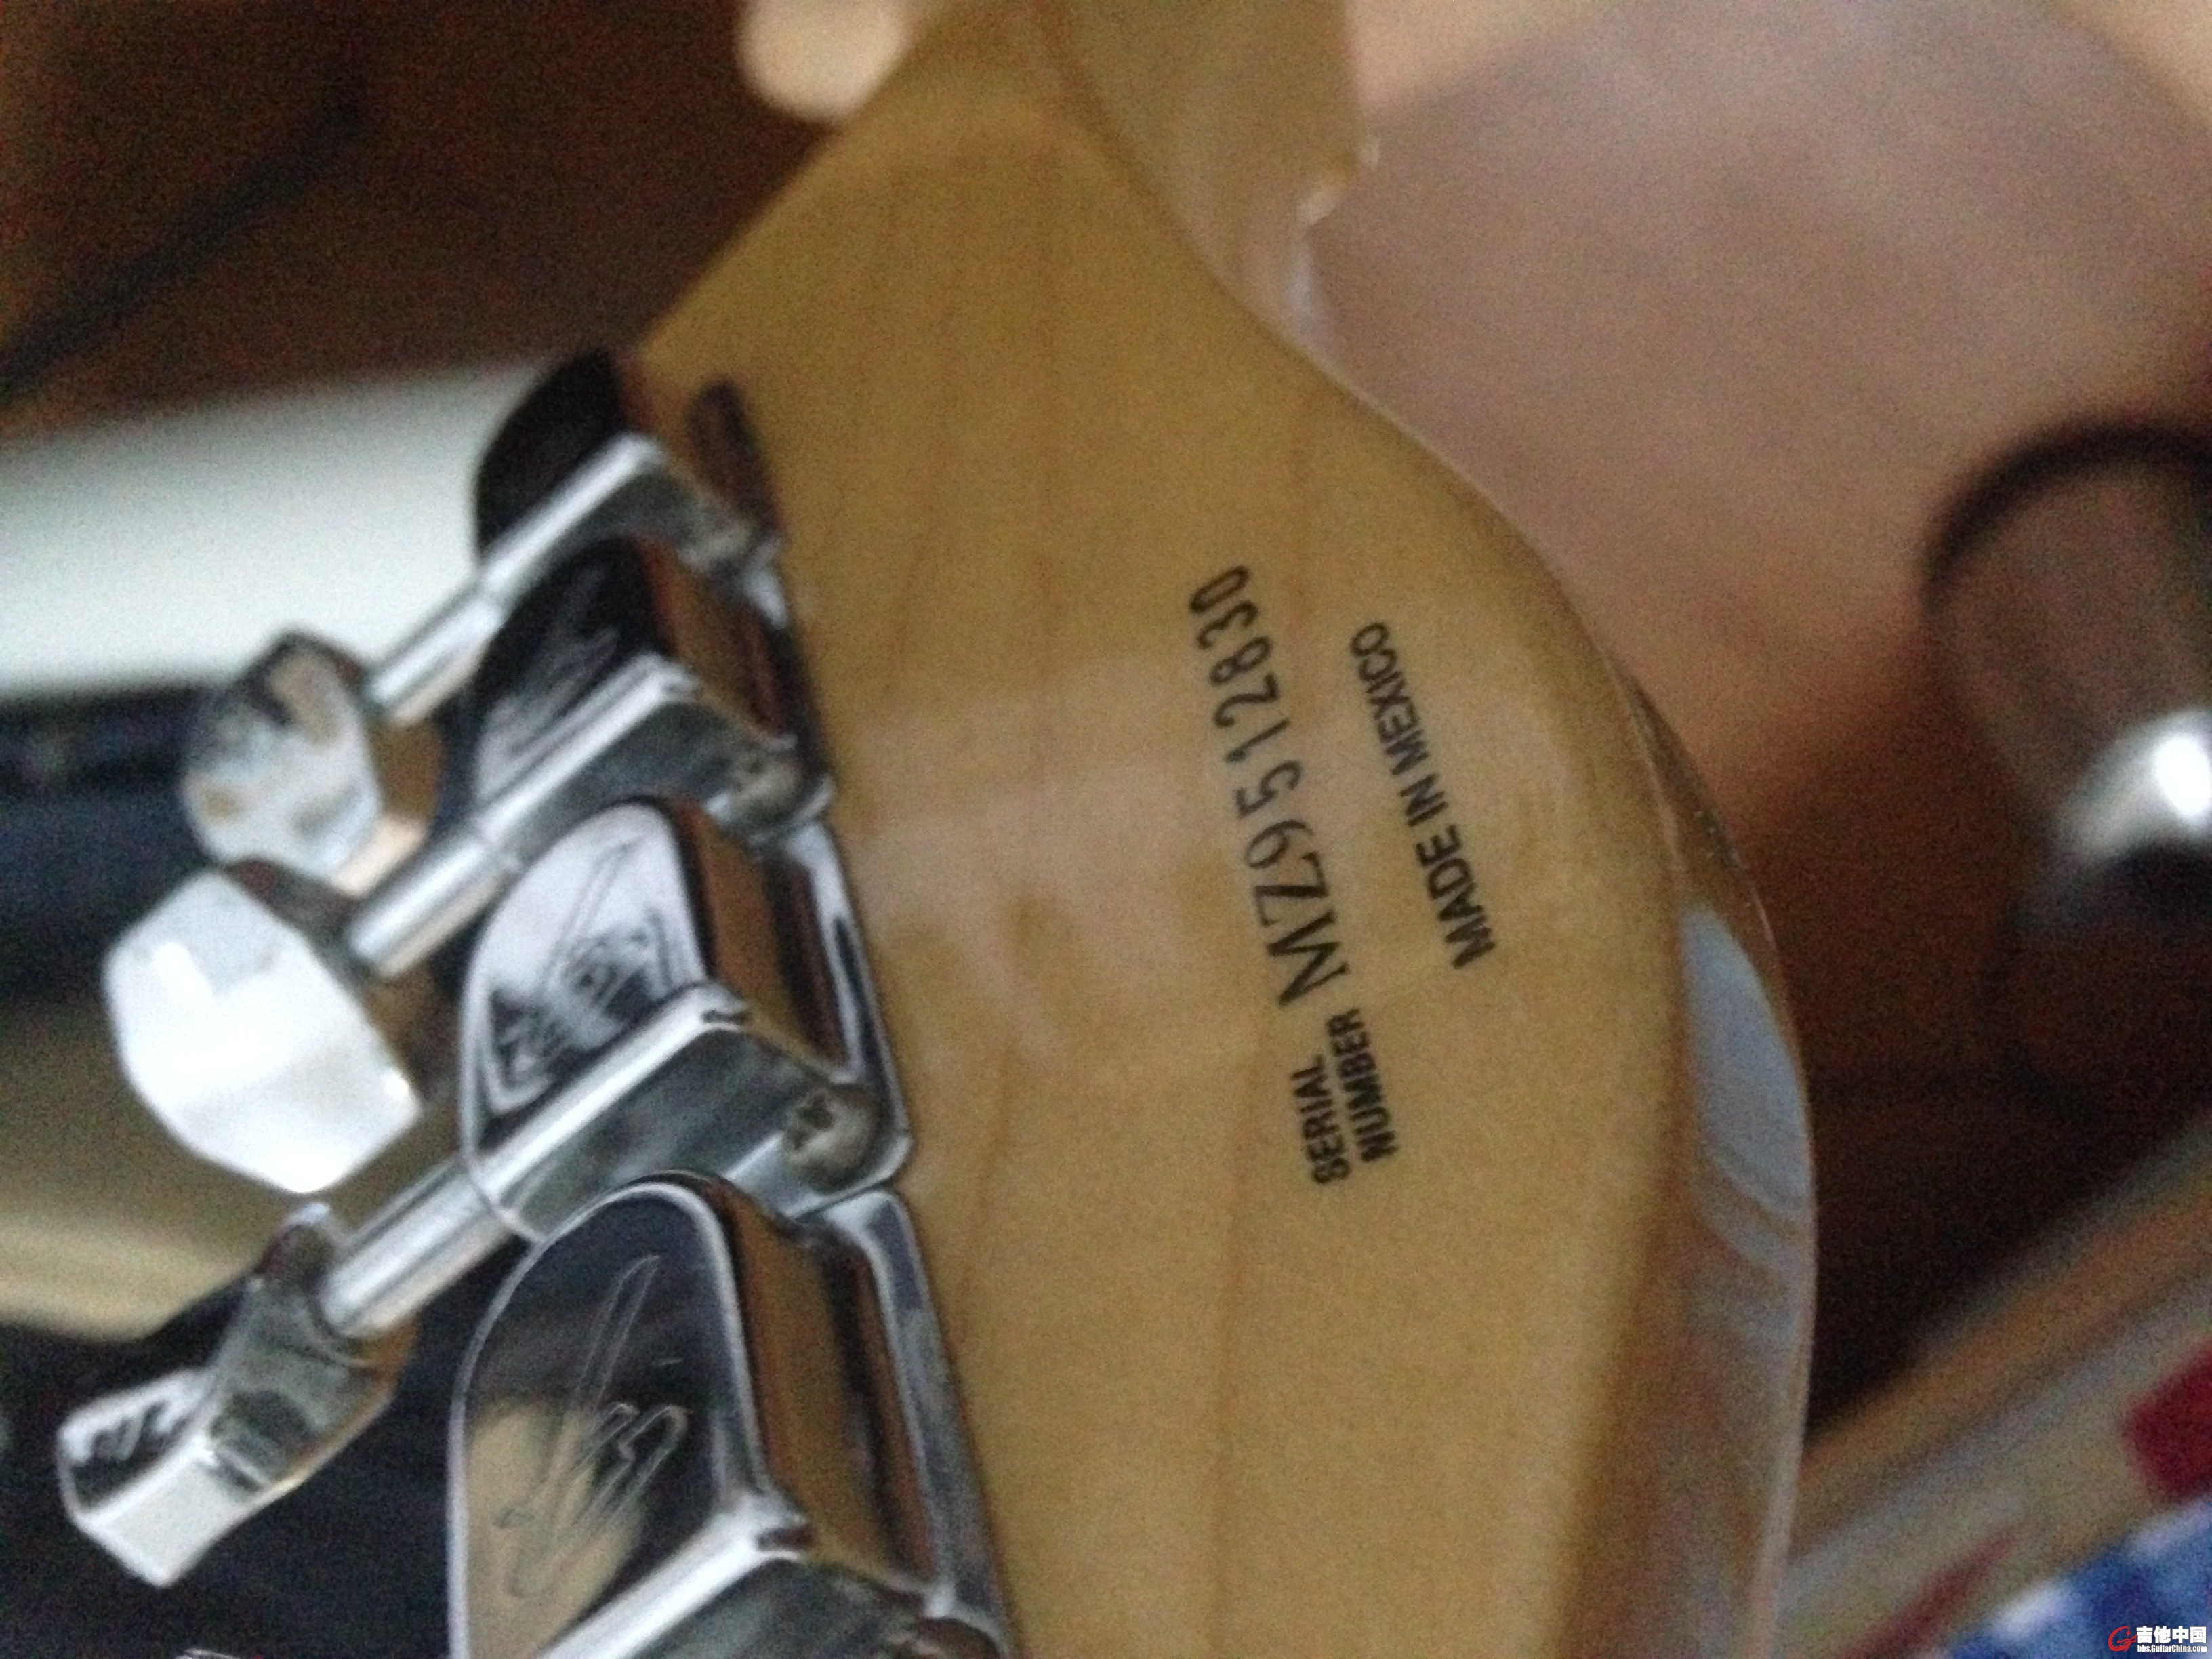 SERIAL
NUMBER
MZ9512830
MADE IN MEXICO
吉他中国
bbs.GuitarChina.com